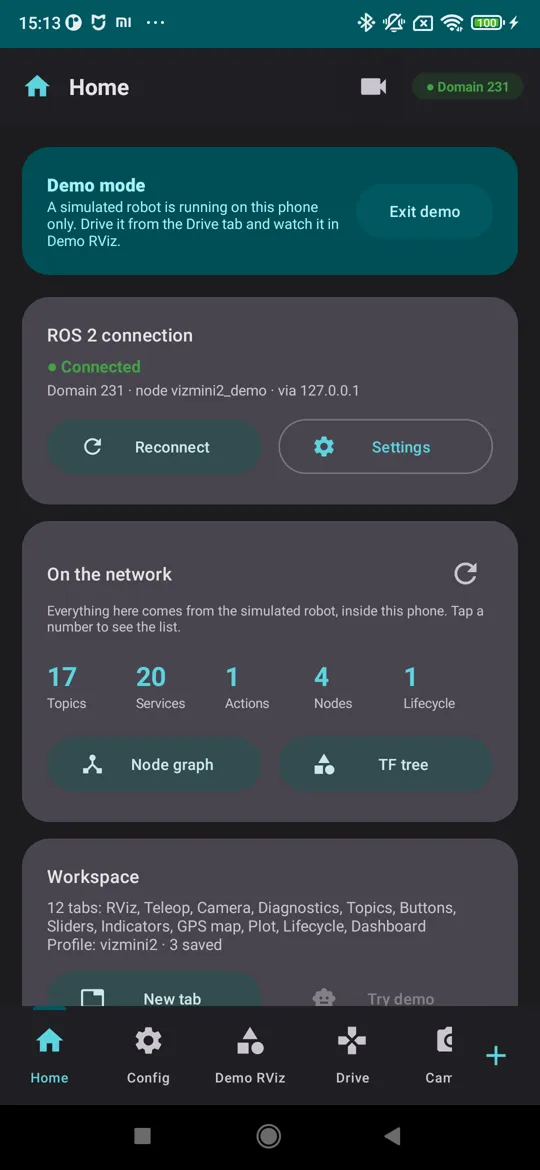 15:13
100
Home
Domain 231
Demo mode
A simulated robot is running on this phone
only. Drive it from the Drive tab and watch it in
Demo RViz.
Exit demo
ROS 2 connection
Connected
Domain 231 · node vizmini2_demo · via 127.0.0.1
Reconnect
Settings
On the network
Everything here comes from the simulated robot, inside this phone. Tap a
number to see the list.
17 20 1 4 1
Topics Services Actions Nodes Lifecycle
Node graph
TF tree
Workspace
12 tabs: RViz, Teleop, Camera, Diagnostics, Topics, Buttons,
Sliders, Indicators, GPS map, Plot, Lifecycle, Dashboard
Profile: vizmini2 · 3 saved
New tab
Try demo
Home Config Demo RViz Drive Cam